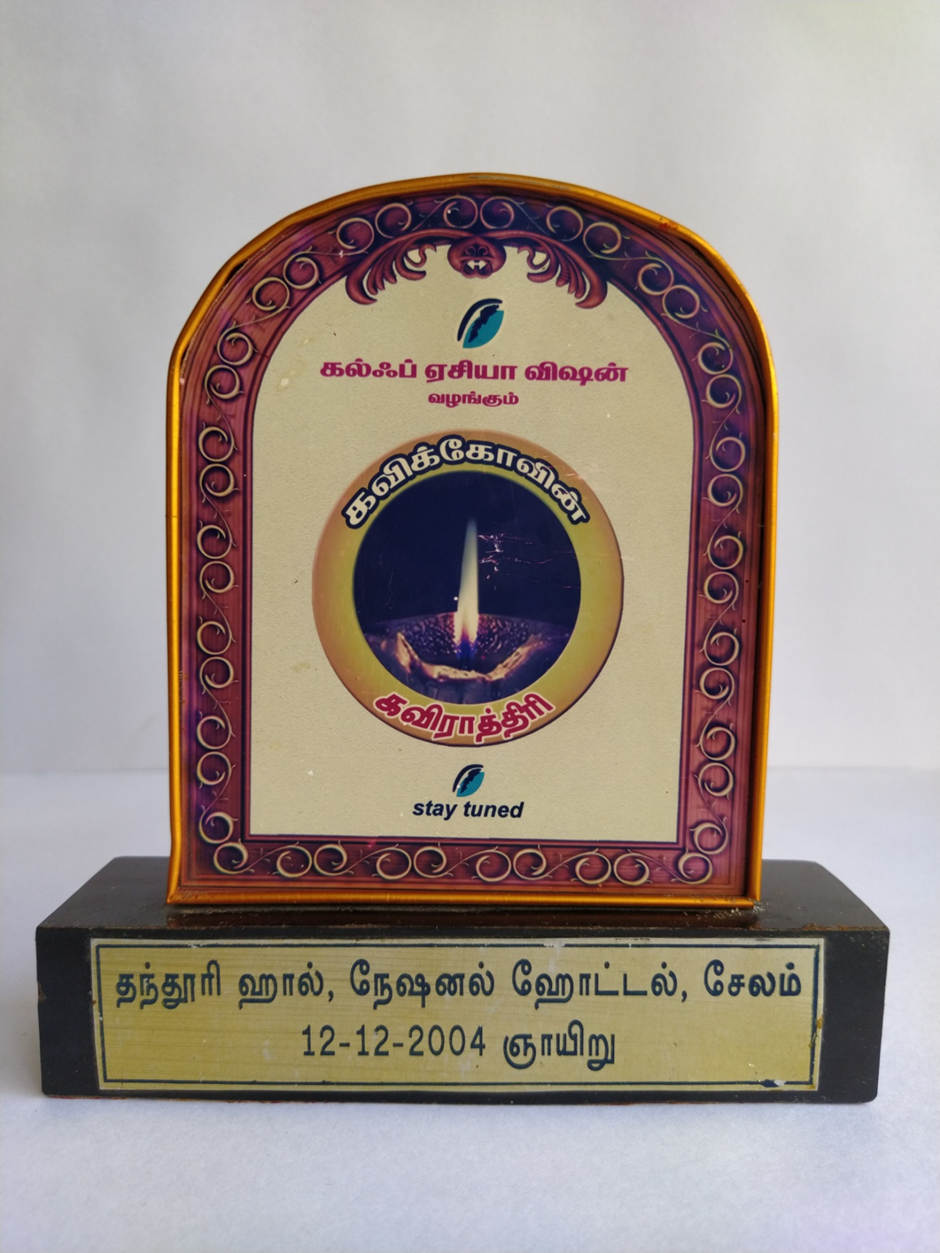 கல்ஃப் ஏசியா விஷன்
வழங்கும்
கவிக்கோவின்
கவிராத்திரி
stay tuned
தந்தூரி ஹால், நேஷனல் ஹோட்டல், சேலம்
12-12-2004 ஞாயிறு